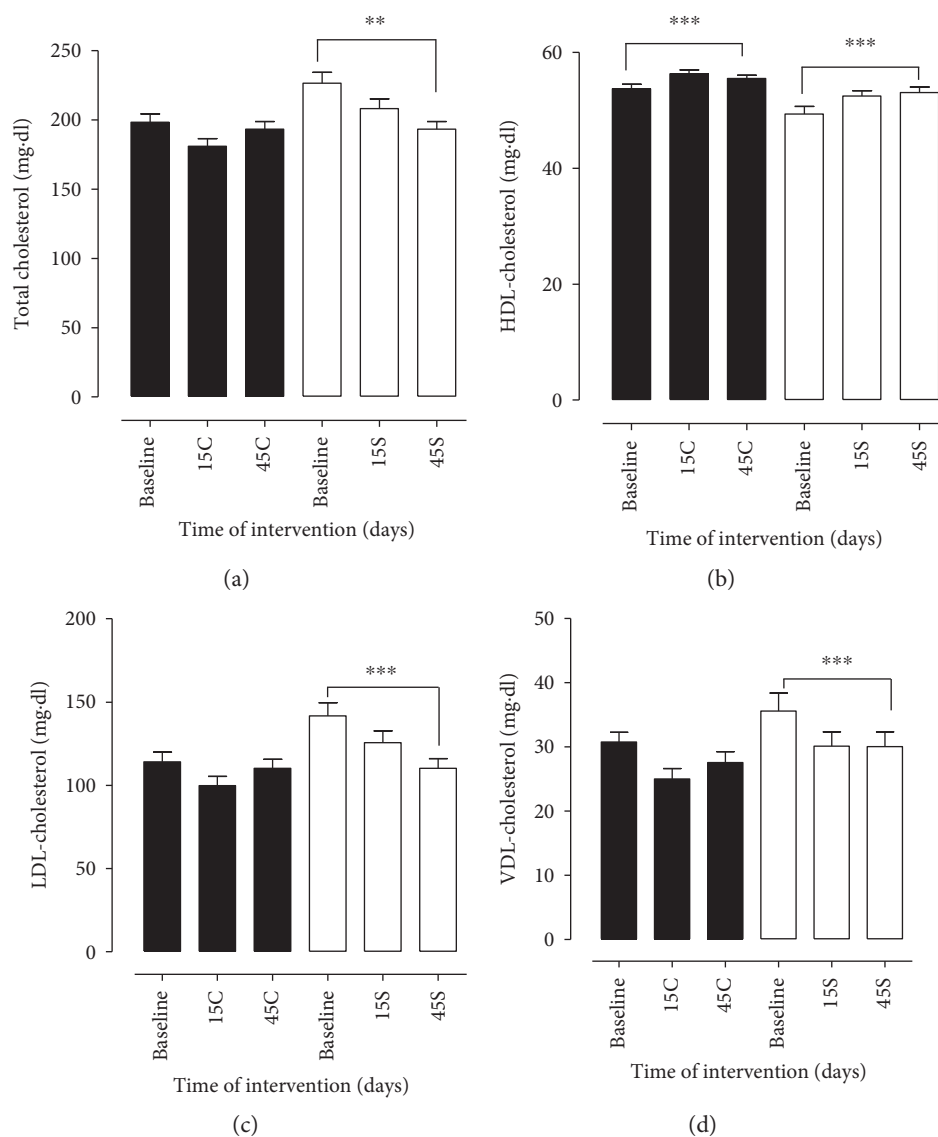 Total cholesterol (mg·dl)
250
200
150
100
50
0
**
Baseline
15C
45C
Baseline
15S
45S
Time of intervention (days)
(a)
HDL-cholesterol (mg·dl)
60
40
20
0
***
***
Baseline
15C
45C
Baseline
15S
45S
Time of intervention (days)
(b)
LDL-cholesterol (mg·dl)
200
150
100
50
0
***
Baseline
15C
45C
Baseline
15S
45S
Time of intervention (days)
(c)
VDL-cholesterol (mg·dl)
50
40
30
20
10
0
***
Baseline
15C
45C
Baseline
15S
45S
Time of intervention (days)
(d)